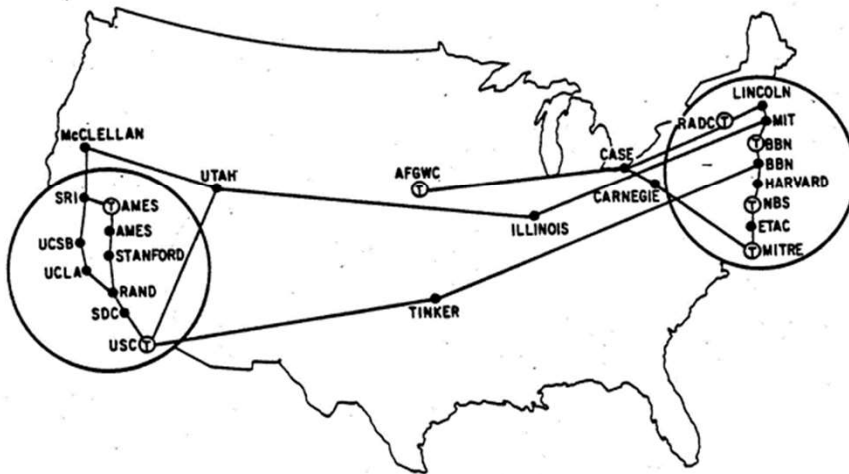 LINCOLN
MIT
RADC T
T BBN
McCLELLAN
CASE
BBN
UTAH
AFGWC
T
HARVARD
CARNEGIE
SRI
T AMES
T NBS
ILLINOIS
AMES
ETAC
UCSB
T MITRE
STANFORD
UCLA
RAND
TINKER
SDC
USC T